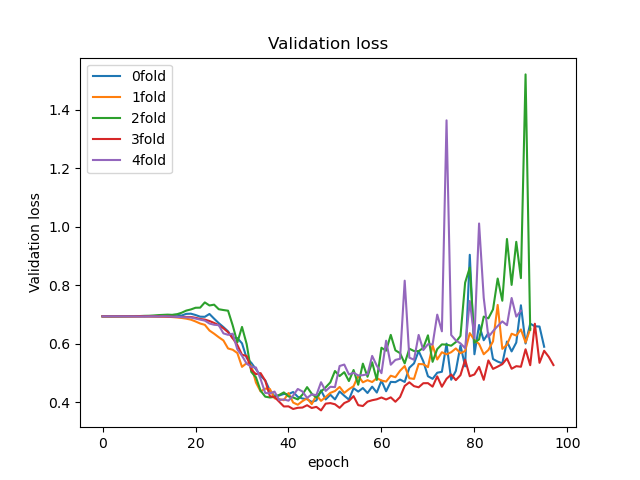 Validation loss
0fold
1fold
2fold
3fold
4fold
Validation loss
1.4
1.2
1.0
0.8
0.6
0.4
0 20 40 60 80 100
epoch